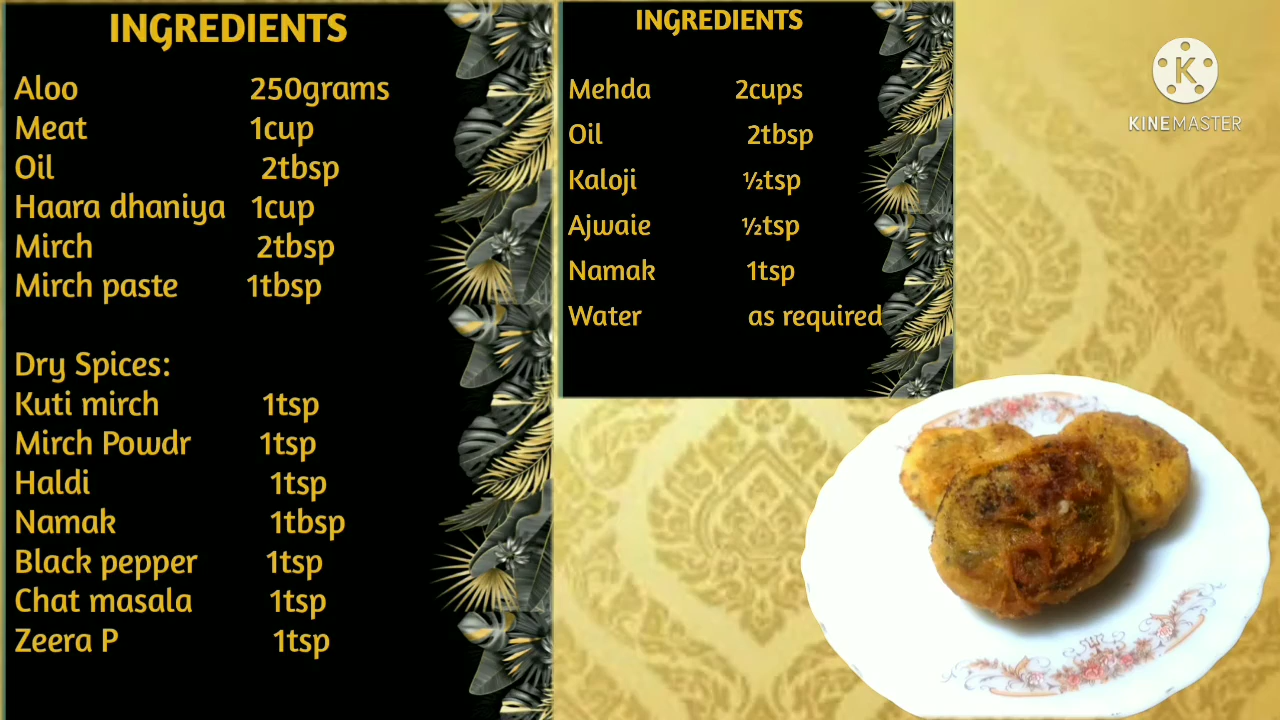 INGREDIENTS
Aloo 250grams
Meat 1cup
Oil 2tbsp
Haara dhaniya 1cup
Mirch 2tbsp
Mirch paste 1tbsp
Dry Spices:
Kuti mirch 1tsp
Mirch Powdr 1tsp
Haldi 1tsp
Namak 1tbsp
Black pepper 1tsp
Chat masala 1tsp
Zeera P 1tsp
INGREDIENTS
Mehda 2cups
Oil 2tbsp
Kaloji ½tsp
Ajwaie ½tsp
Namak 1tsp
Water as required
K
KINEMASTER